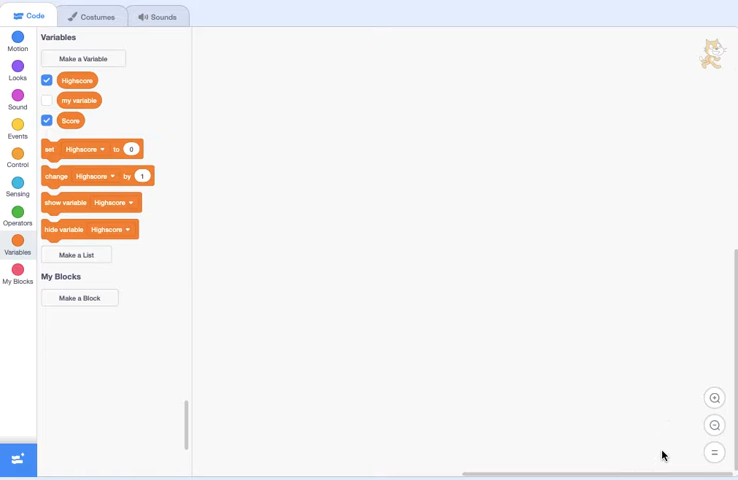 Code
Costumes
Sounds
Motion
Looks
Sound
Events
Control
Sensing
Operators
Variables
My Blocks
Variables
Make a Variable
Highscore
my variable
Score
set Highscore to 0
change Highscore by 1
show variable Highscore
hide variable Highscore
Make a List
My Blocks
Make a Block